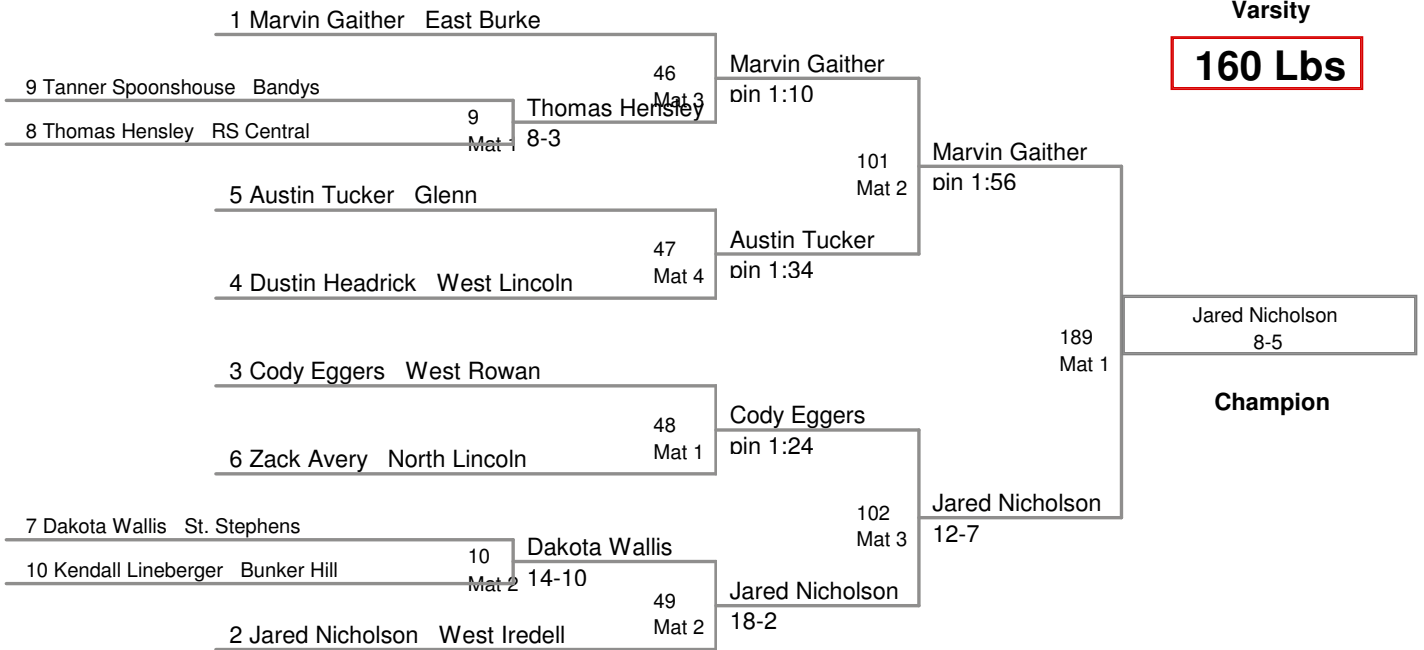 Varsity
160 Lbs
1 Marvin Gaither East Burke
46
Mat 3
Marvin Gaither
pin 1:10
9 Tanner Spoonshouse Bandys
8 Thomas Hensley RS Central
9
Mat 1
Thomas Hensley
8-3
101
Mat 2
Marvin Gaither
pin 1:56
5 Austin Tucker Glenn
47
Mat 4
Austin Tucker
pin 1:34
4 Dustin Headrick West Lincoln
189
Mat 1
Jared Nicholson
8-5
Champion
3 Cody Eggers West Rowan
48
Mat 1
Cody Eggers
pin 1:24
6 Zack Avery North Lincoln
102
Mat 3
Jared Nicholson
12-7
7 Dakota Wallis St. Stephens
10 Kendall Lineberger Bunker Hill
10
Mat 2
Dakota Wallis
14-10
49
Mat 2
Jared Nicholson
18-2
2 Jared Nicholson West Iredell